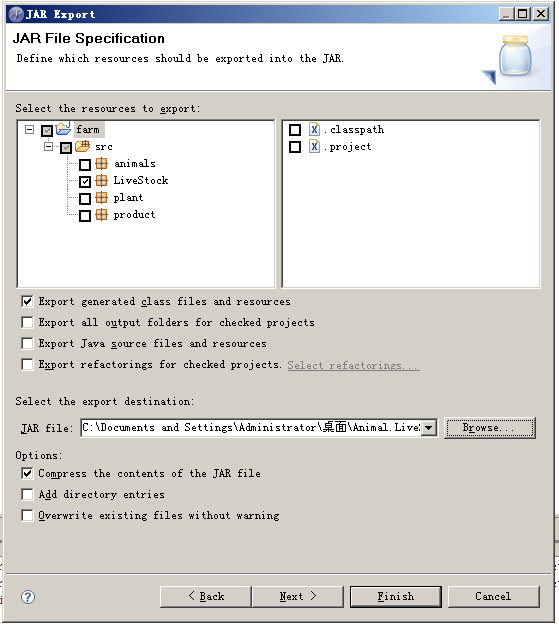 JAR Export
JAR File Specification
Define which resources should be exported into the JAR.
Select the resources to export:
farm
src
animals
LiveStock
plant
product
.classpath
.project
Export generated class files and resources
Export all output folders for checked projects
Export Java source files and resources
Export refactorings for checked projects. Select refactorings...
Select the export destination:
JAR file: C:\Documents and Settings\Administrator\桌面\Animal.Live Browse...
Options:
Compress the contents of the JAR file
Add directory entries
Overwrite existing files without warning
? < Back Next > Finish Cancel